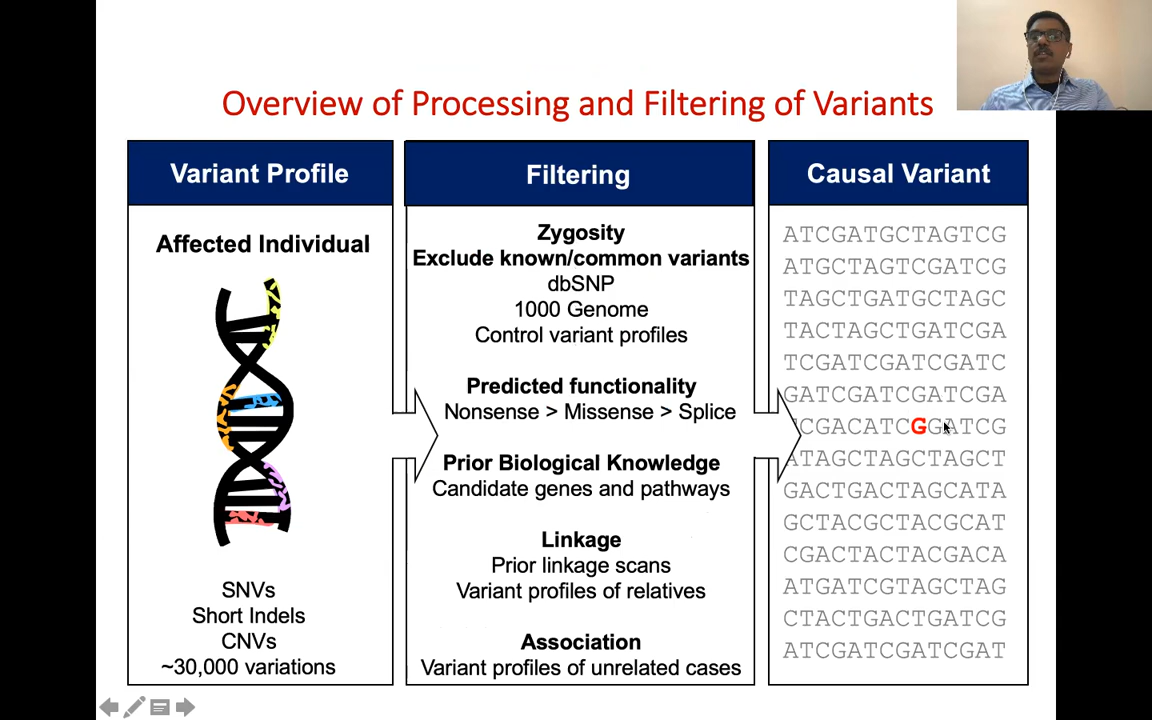 Overview of Processing and Filtering of Variants
Variant Profile
Affected Individual
SNVs
Short Indels
CNVs
~30,000 variations
Filtering
Zygosity
Exclude known/common variants
dbSNP
1000 Genome
Control variant profiles
Predicted functionality
Nonsense > Missense > Splice
Prior Biological Knowledge
Candidate genes and pathways
Linkage
Prior linkage scans
Variant profiles of relatives
Association
Variant profiles of unrelated cases
Causal Variant
ATCGATGCTAGTCG
ATGCTAGTCGATCG
TAGCTGATGCTAGC
TACTAGCTGATCGA
TCGATCGATCGATC
GATCGATCGATCGA
CGACATCGGATCG
ATAGCTAGCTAGCT
GACTGACTAGCATA
GCTACGCTACGCAT
CGACTACTACGACA
ATGATCGTAGCTAG
CTACTGACTGATCG
ATCGATCGATCGAT